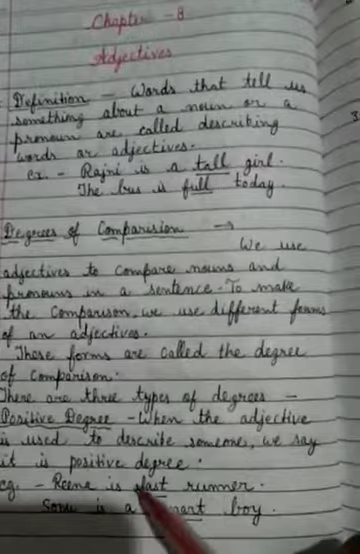 Chapter - 8
Adjectives
Definition - Words that tell us
something about a noun or a
pronoun are called describing
words or adjectives.
ex. - Rajni is a tall girl.
The bus is full today.
Degrees of Comparision →
We use
adjectives to compare nouns and
pronouns in a sentence. To make
the comparison, we use different forms
of an adjectives.
These forms are called the degree
of comparison.
There are three types of degrees -
Positive Degree - When the adjective
is used to describe someone, we say
it is positive degree.
eg. - Reena is fast runner.
is a smart boy.
3